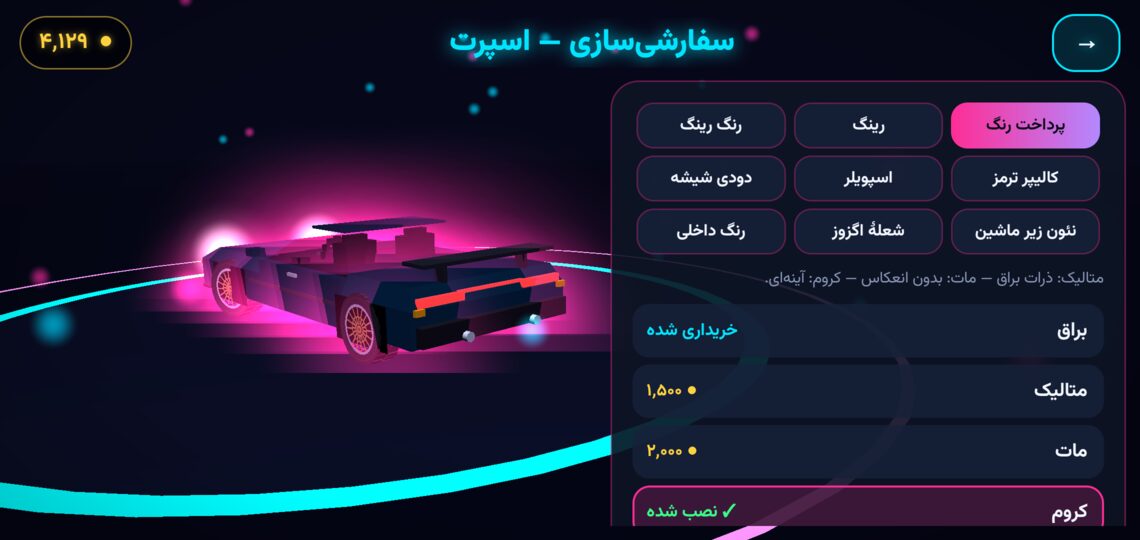 →
سفارشی‌سازی — اسپرت
۴,۱۲۹
پرداخت رنگ
رینگ
رنگ رینگ
کالیپر ترمز
اسپویلر
دودی شیشه
نئون زیر ماشین
شعلهٔ اگزوز
رنگ داخلی
متالیک: ذرات براق — مات: بدون انعکاس — کروم: آینه‌ای.
براق
خریداری شده
متالیک
۱,۵۰۰
مات
۲,۰۰۰
کروم
✓ نصب شده